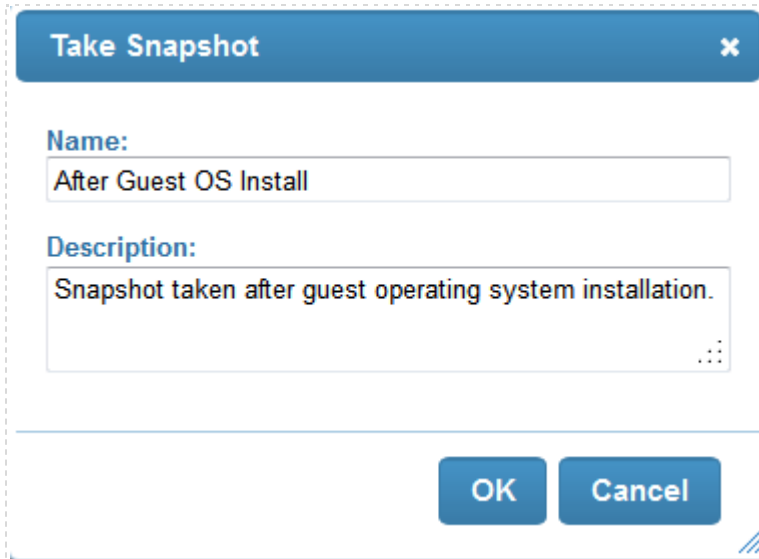 Take Snapshot
Name:
After Guest OS Install
Description:
Snapshot taken after guest operating system installation.
OK Cancel